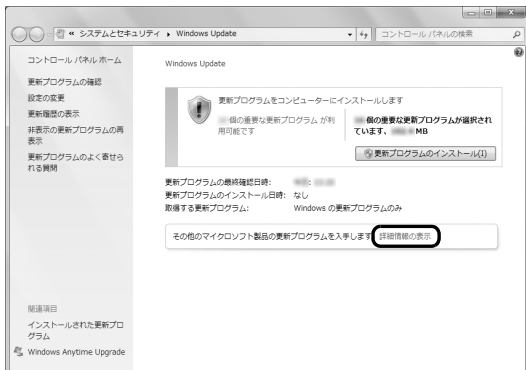 システムとセキュリティ ▸ Windows Update
コントロール パネルの検索
コントロール パネル ホーム
更新プログラムの確認
設定の変更
更新履歴の表示
非表示の更新プログラムの再
表示
更新プログラムのよく寄せら
れる質問
Windows Update
更新プログラムをコンピューターにインストールします
個の重要な更新プログラム が利
用可能です
個の重要な更新プログラムが選択され
ています、 MB
更新プログラムのインストール(I)
更新プログラムの最終確認日時:
更新プログラムのインストール日時: なし
取得する更新プログラム: Windows の更新プログラムのみ
その他のマイクロソフト製品の更新プログラムを入手します 詳細情報の表示
関連項目
インストールされた更新プロ
グラム
Windows Anytime Upgrade